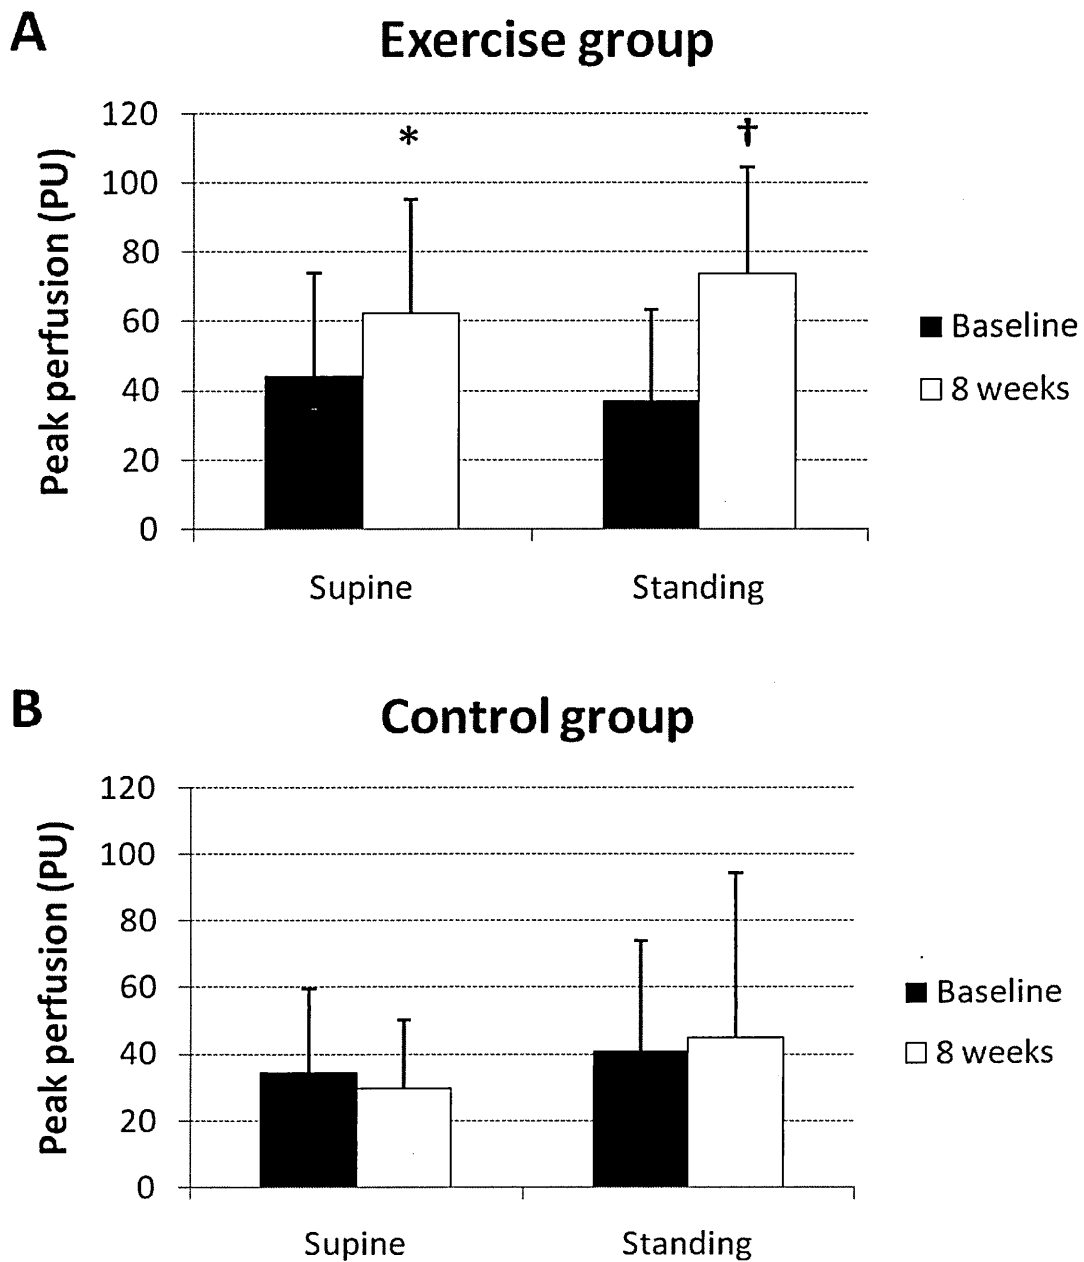 A
Exercise group
120
100
80
60
40
20
0
Peak perfusion (PU)
*
†
Baseline
8 weeks
Supine
Standing
B
Control group
120
100
80
60
40
20
0
Peak perfusion (PU)
Baseline
8 weeks
Supine
Standing